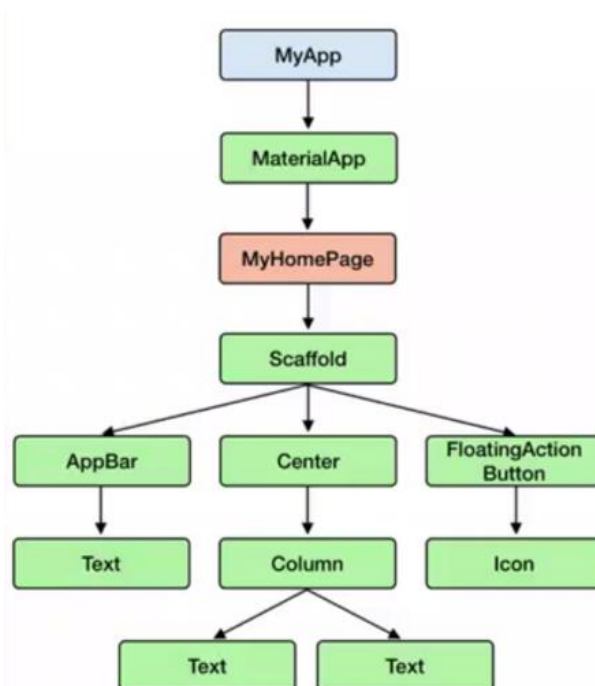 MyApp
MaterialApp
MyHomePage
Scaffold
AppBar
Center
FloatingAction
Button
Text
Column
Icon
Text
Text